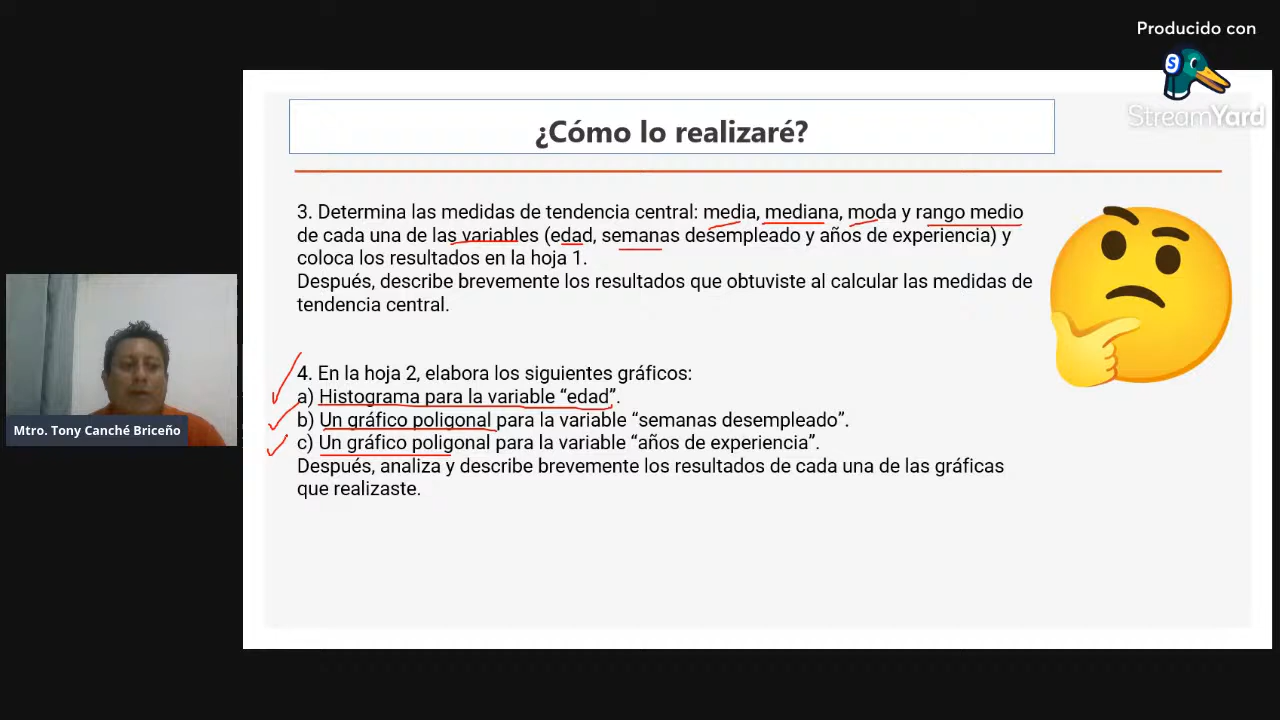 Producido con
StreamYard
¿Cómo lo realizaré?
3. Determina las medidas de tendencia central: media, mediana, moda y rango medio
de cada una de las variables (edad, semanas desempleado y años de experiencia) y
coloca los resultados en la hoja 1.
Después, describe brevemente los resultados que obtuviste al calcular las medidas de
tendencia central.
4. En la hoja 2, elabora los siguientes gráficos:
a) Histograma para la variable “edad”.
b) Un gráfico poligonal para la variable “semanas desempleado”.
c) Un gráfico poligonal para la variable “años de experiencia”.
Después, analiza y describe brevemente los resultados de cada una de las gráficas
que realizaste.
Mtro. Tony Canché Briceño